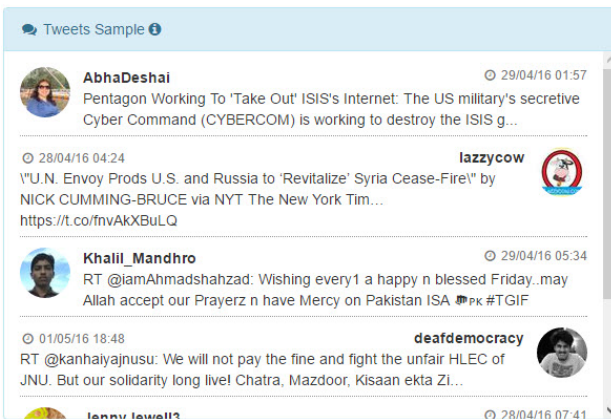 Tweets Sample
AbhaDeshai
29/04/16 01:57
Pentagon Working To 'Take Out' ISIS's Internet: The US military's secretive
Cyber Command (CYBERCOM) is working to destroy the ISIS g...
28/04/16 04:24
lazzycow
\"U.N. Envoy Prods U.S. and Russia to ‘Revitalize’ Syria Cease-Fire\" by
NICK CUMMING-BRUCE via NYT The New York Tim…
https://t.co/fnvAkXBuLQ
Khalil_Mandhro
29/04/16 05:34
RT @iamAhmadshahzad: Wishing every1 a happy n blessed Friday..may
Allah accept our Prayerz n have Mercy on Pakistan ISA PK #TGIF
01/05/16 18:48
deafdemocracy
RT @kanhaiyajnusu: We will not pay the fine and fight the unfair HLEC of
JNU. But our solidarity long live! Chatra, Mazdoor, Kisaan ekta Zi…
JennyJewell3
28/04/16 07:41